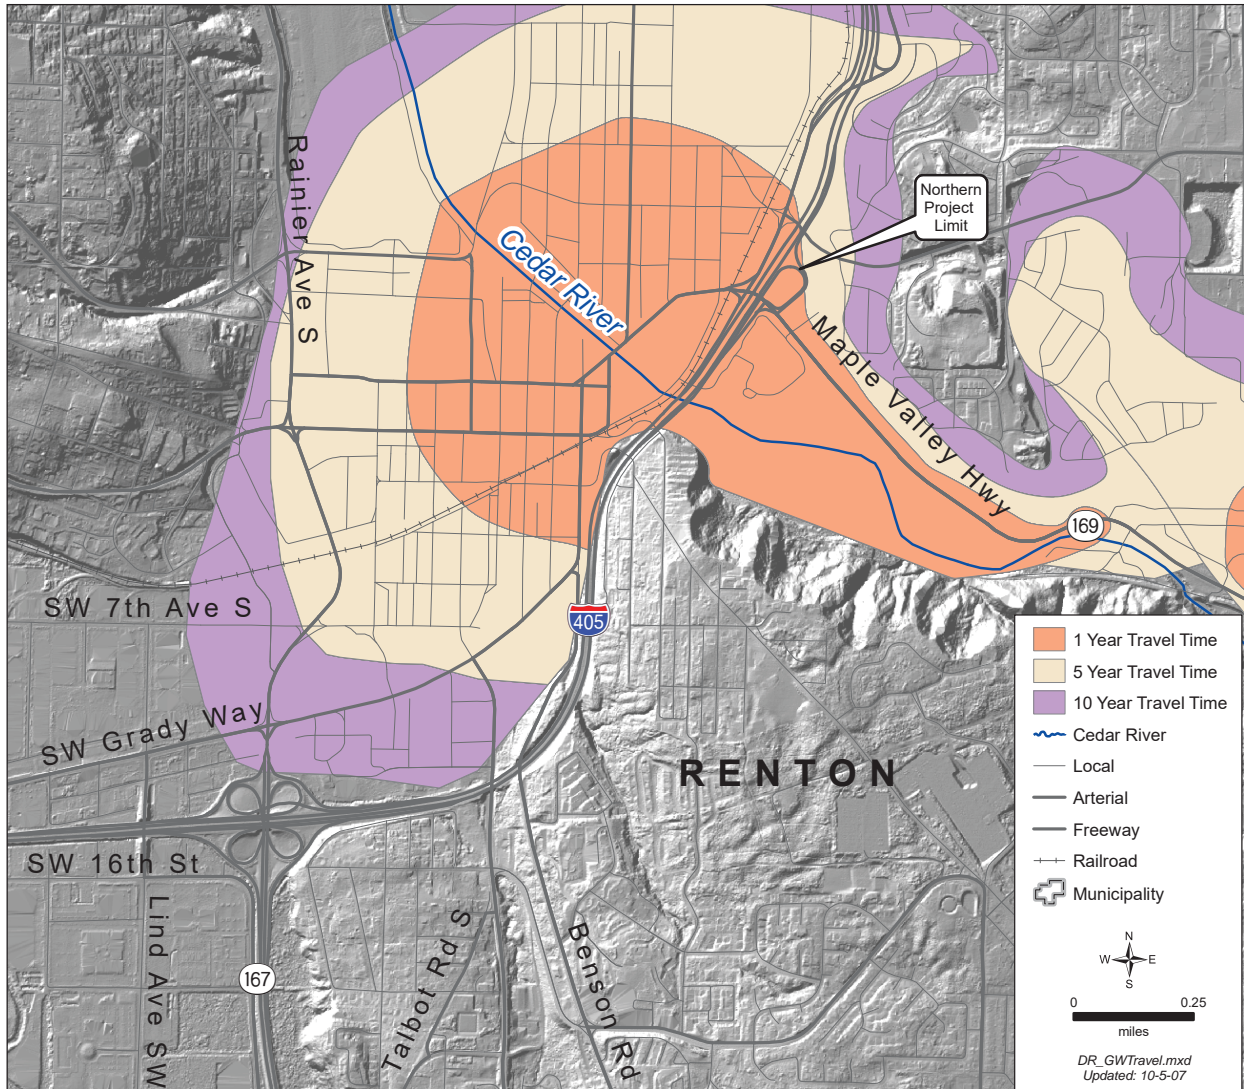 Rainier Ave S
Northern
Project
Limit
Cedar River
Maple Valley Hwy
169
SW 7th Ave S
405
SW Grady Way
RENTON
SW 16th St
Lind Ave SW
167
Talbot Rd S
Benson Rd
1 Year Travel Time
5 Year Travel Time
10 Year Travel Time
Cedar River
Local
Arterial
Freeway
Railroad
Municipality
N
W E
S
0 0.25
miles
DR_GWTravel.mxd
Updated: 10-5-07